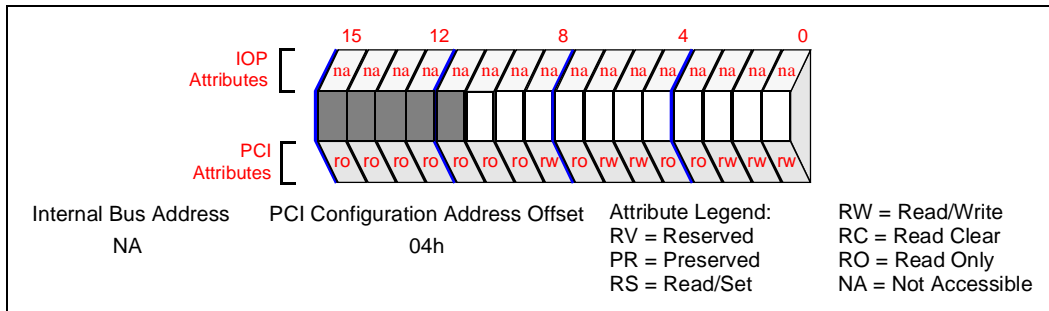 15 12 8 4 0
IOP
Attributes
na na na na na na na na na na na na na na na na
PCI
Attributes
ro ro ro ro ro ro ro rw ro ro ro ro ro rw rw rw
Internal Bus Address
NA
PCI Configuration Address Offset
04h
Attribute Legend:
RV = Reserved
PR = Preserved
RS = Read/Set
RW = Read/Write
RC = Read Clear
RO = Read Only
NA = Not Accessible